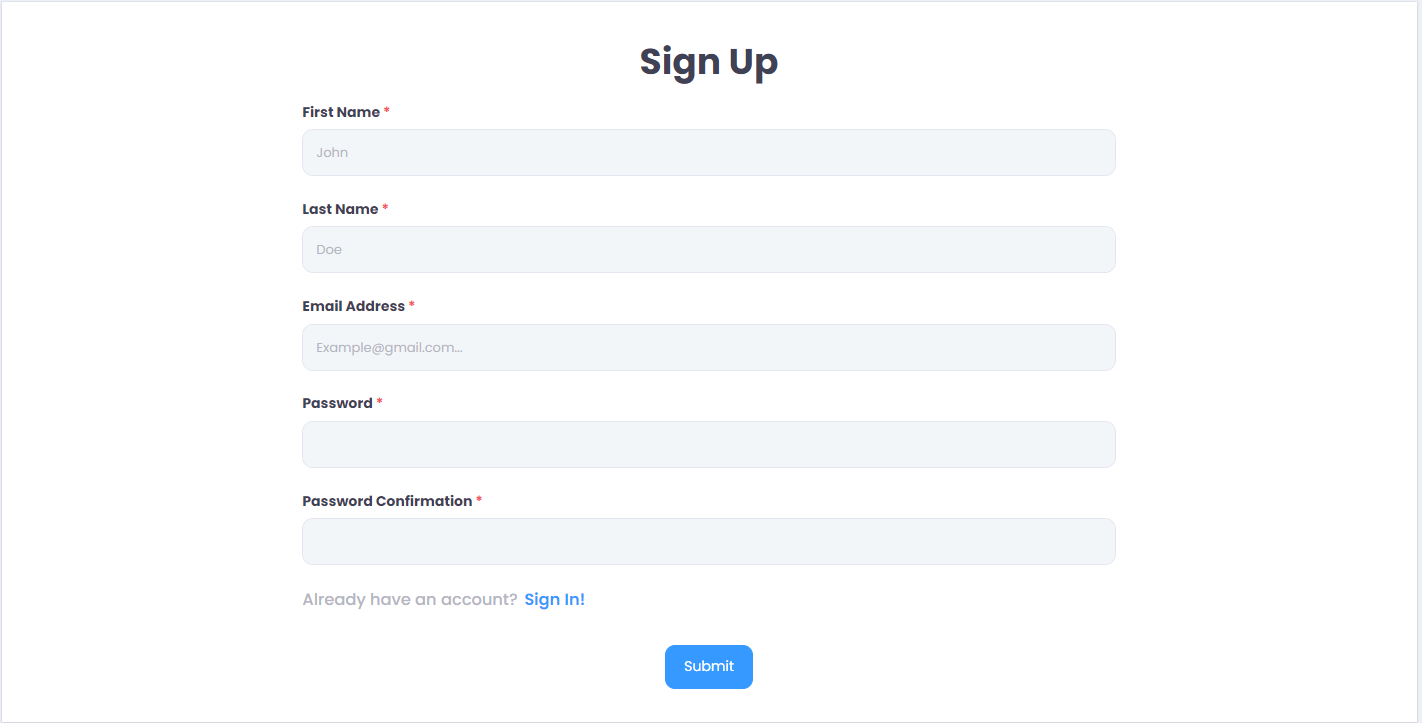 Sign Up
First Name *
John
Last Name *
Doe
Email Address *
Example@gmail.com...
Password *
Password Confirmation *
Already have an account? Sign In!
Submit